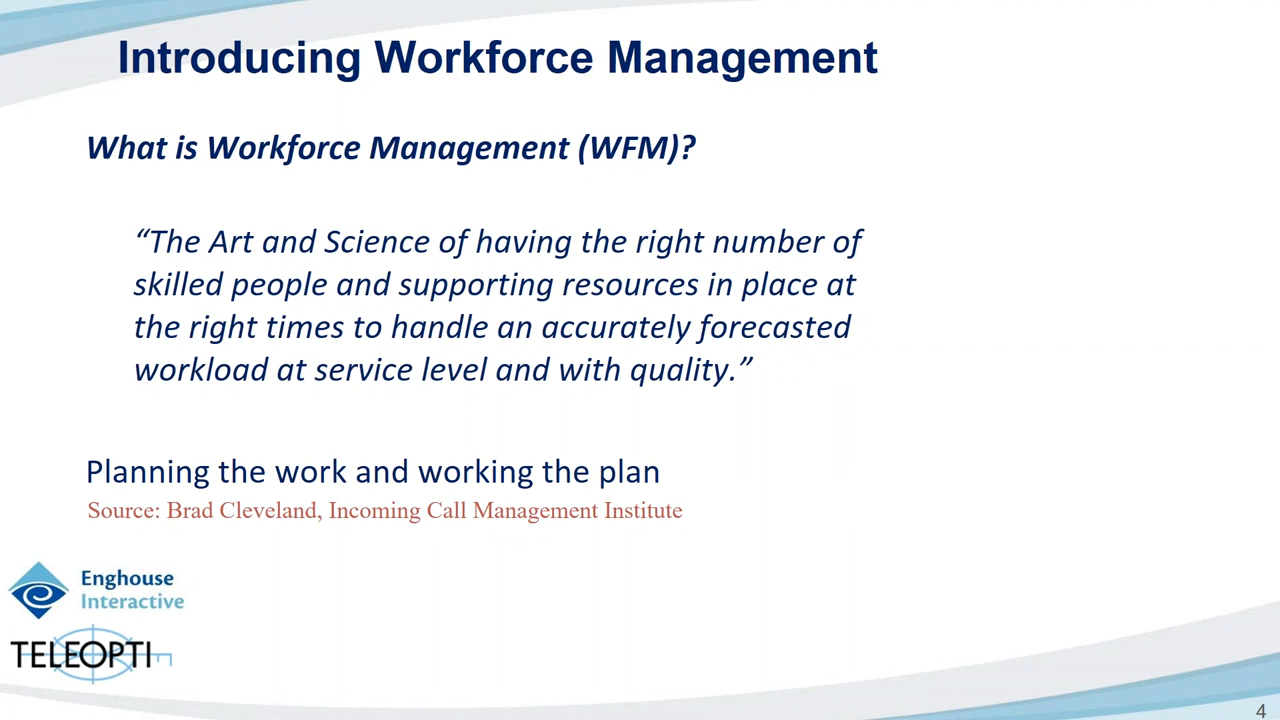 Introducing Workforce Management
What is Workforce Management (WFM)?
“The Art and Science of having the right number of
skilled people and supporting resources in place at
the right times to handle an accurately forecasted
workload at service level and with quality.”
Planning the work and working the plan
Source: Brad Cleveland, Incoming Call Management Institute
Enghouse
Interactive
TELEOPTI
4